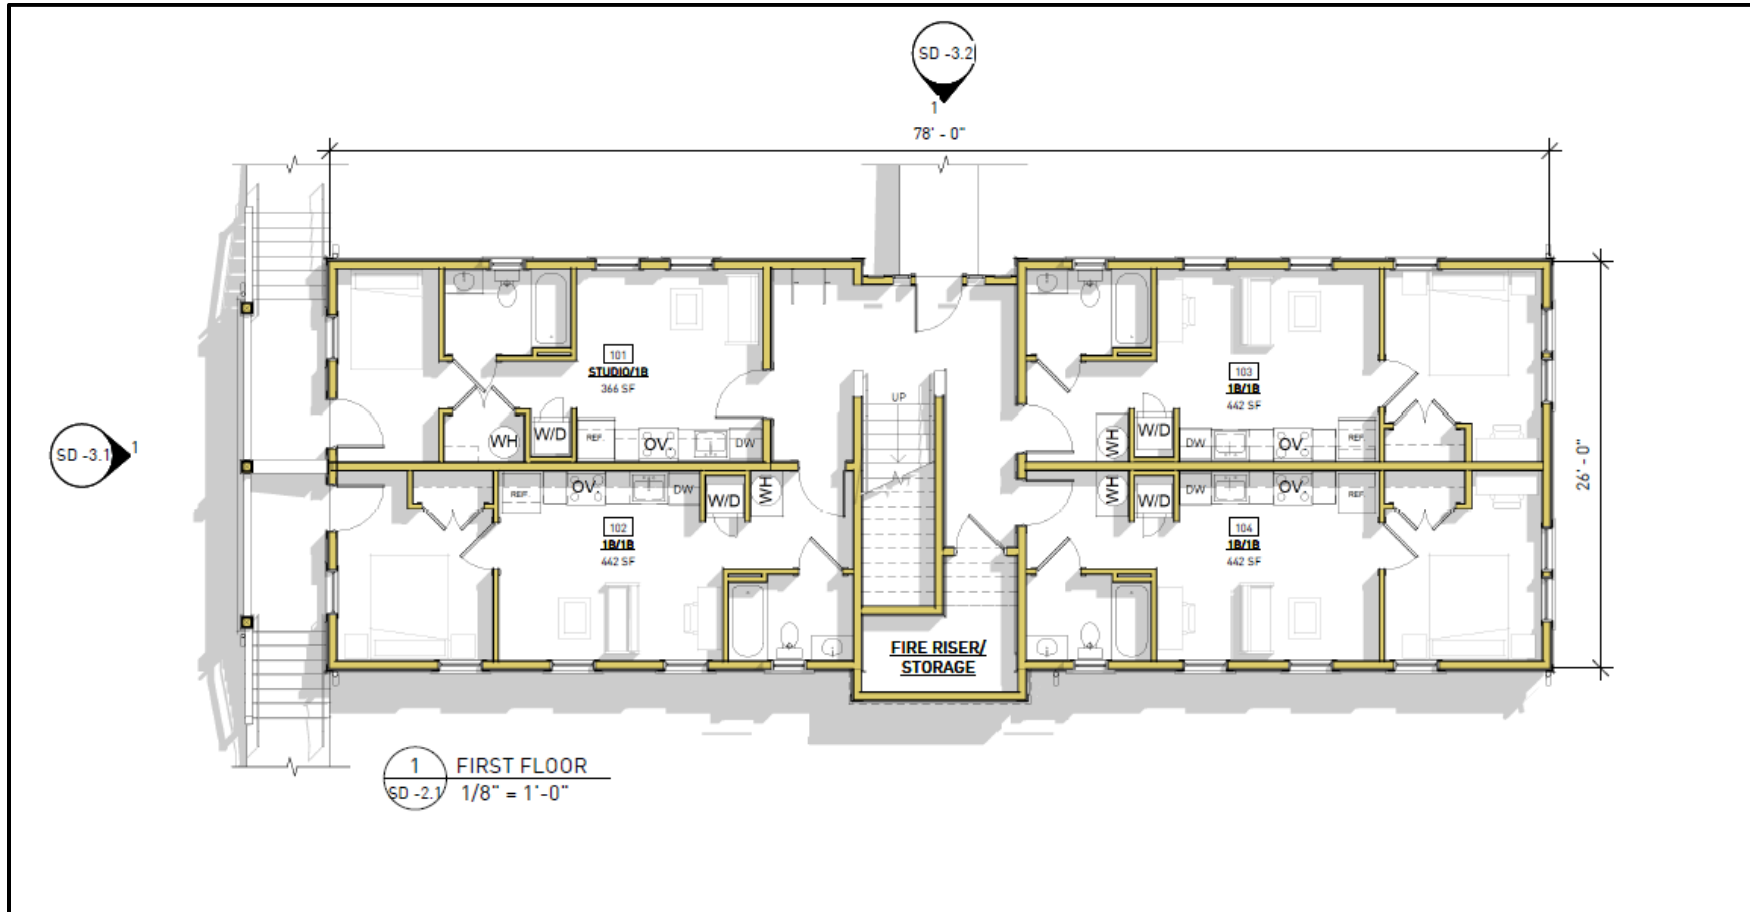 SD -3.2
1
78' - 0"
101
STUDIO/1B
366 SF
103
1B/1B
442 SF
UP
WH
W/D
REF.
OV
DW
WH
W/D
DW
OV
REF
SD -3.1
1
26' - 0"
REF.
OV
DW
W/D
WH
WH
W/D
DW
OV
REF
102
1B/1B
442 SF
104
1B/1B
442 SF
FIRE RISER/
STORAGE
1
FIRST FLOOR
SD -2.1
1/8" = 1'-0"